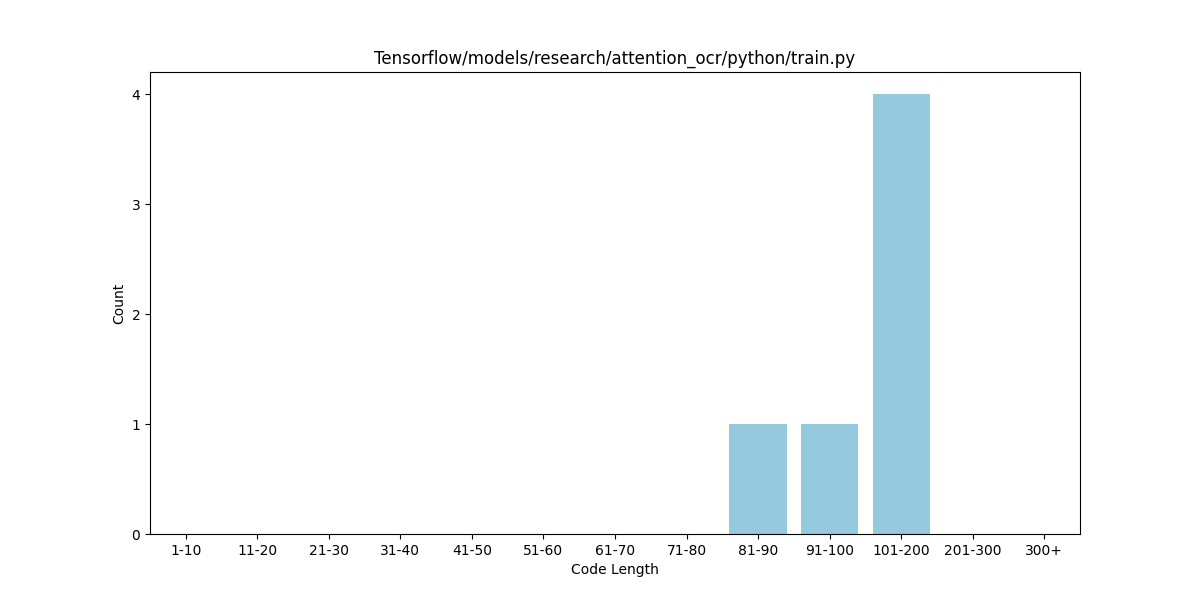 Tensorflow/models/research/attention_ocr/python/train.py
4
3
2
1
0
Count
1-10 11-20 21-30 31-40 41-50 51-60 61-70 71-80 81-90 91-100 101-200 201-300 300+
Code Length